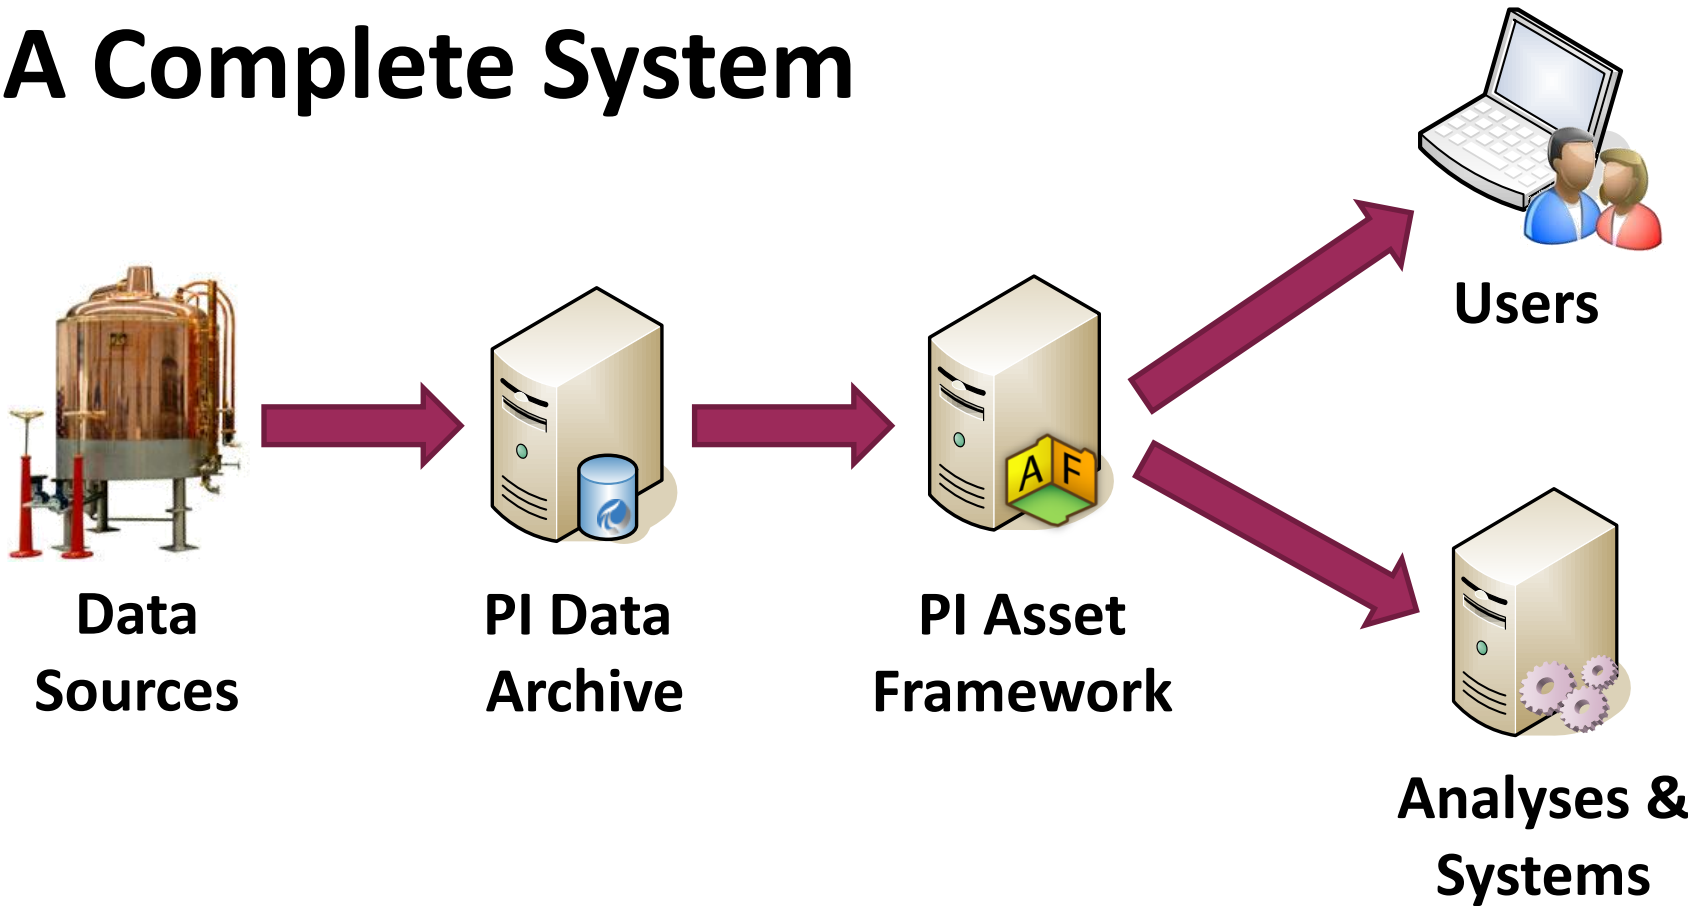 A Complete System
Users
Data
Sources
PI Data
Archive
A F
PI Asset
Framework
Analyses &
Systems